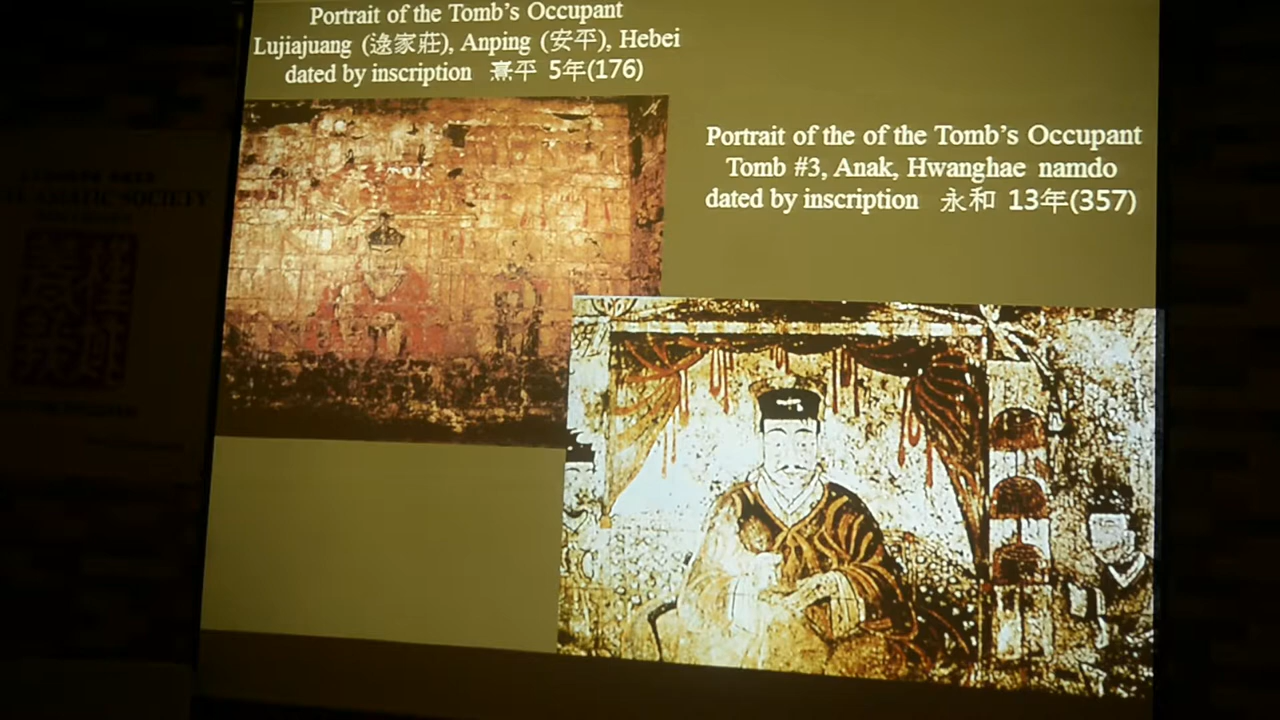 Portrait of the Tomb's Occupant
Lujiajuang (逯家莊), Anping (安平), Hebei
dated by inscription 熹平 5年(176)
Portrait of the of the Tomb's Occupant
Tomb #3, Anak, Hwanghae namdo
dated by inscription 永和 13年(357)
ASIATIC SOCIETY